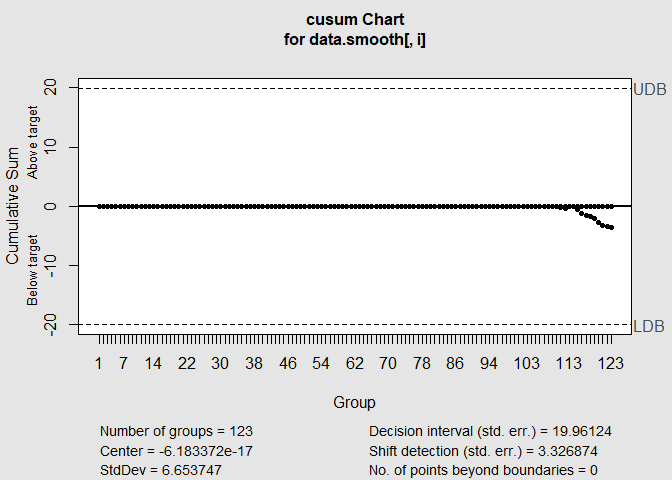 cusum Chart
for data.smooth[, i]
Cumulative Sum
Above target
Below target
20
10
0
-10
-20
UDB
LDB
1 7 14 22 30 38 46 54 62 70 78 86 94 103 113 123
Group
Number of groups = 123
Center = -6.183372e-17
StdDev = 6.653747
Decision interval (std. err.) = 19.96124
Shift detection (std. err.) = 3.326874
No. of points beyond boundaries = 0